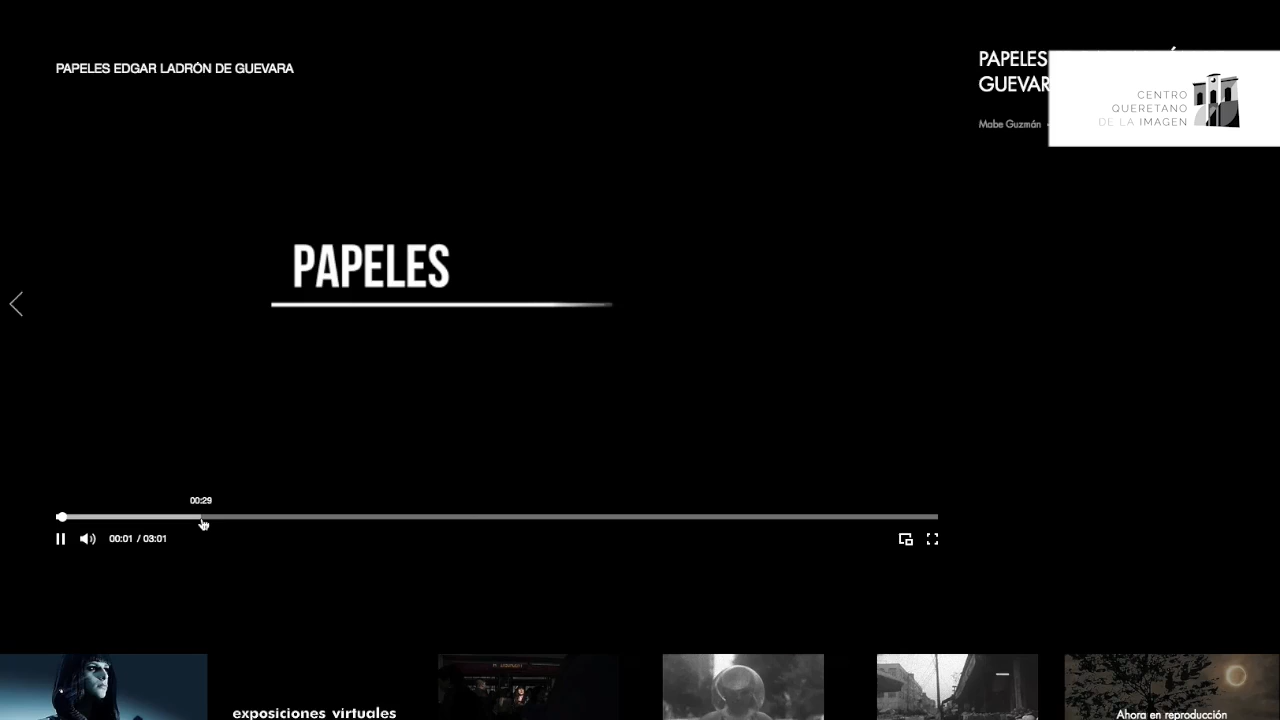 PAPELES EDGAR LADRÓN DE GUEVARA
PAPELES
GUEVAR
Mabe Guzmán
CENTRO
QUERETANO
DE LA IMAGEN
PAPELES
00:29
00:01 / 03:01
exposiciones virtuales
Ahora en reproducción